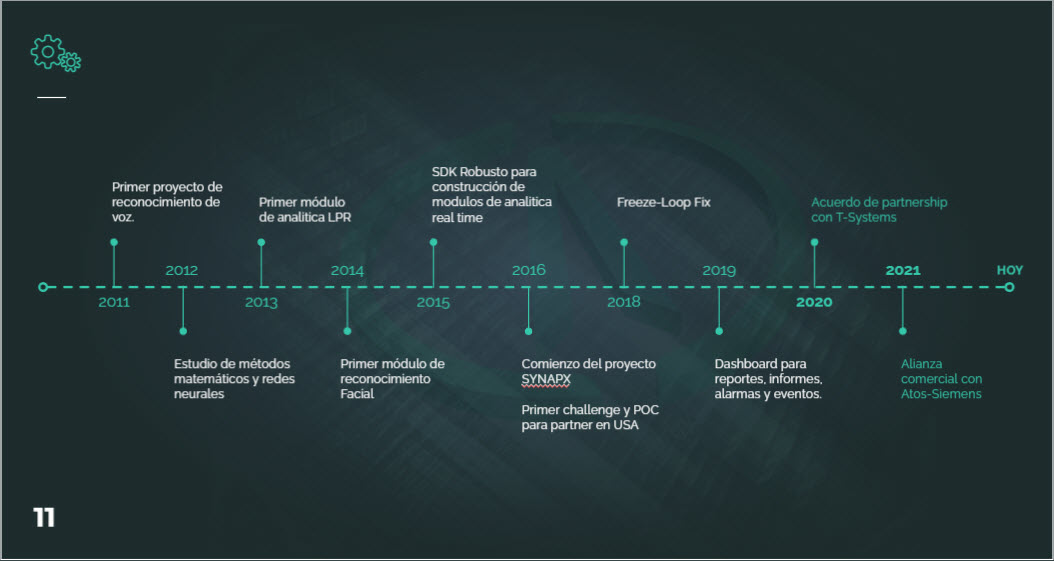 Primer proyecto de
reconocimiento de
voz.
2011
2012
Estudio de métodos
matemáticos y redes
neurales
Primer módulo
de analitica LPR
2013
2014
Primer módulo de
reconocimiento
Facial
SDK Robusto para
construcción de
modulos de analitica
real time
2015
2016
Comienzo del proyecto
SYNAPX
Primer challenge y POC
para partner en USA
Freeze-Loop Fix
2018
2019
Dashboard para
reportes, informes,
alarmas y eventos.
Acuerdo de partnership
con T-Systems
2020
2021
Alianza
comercial con
Atos-Siemens
HOY
11